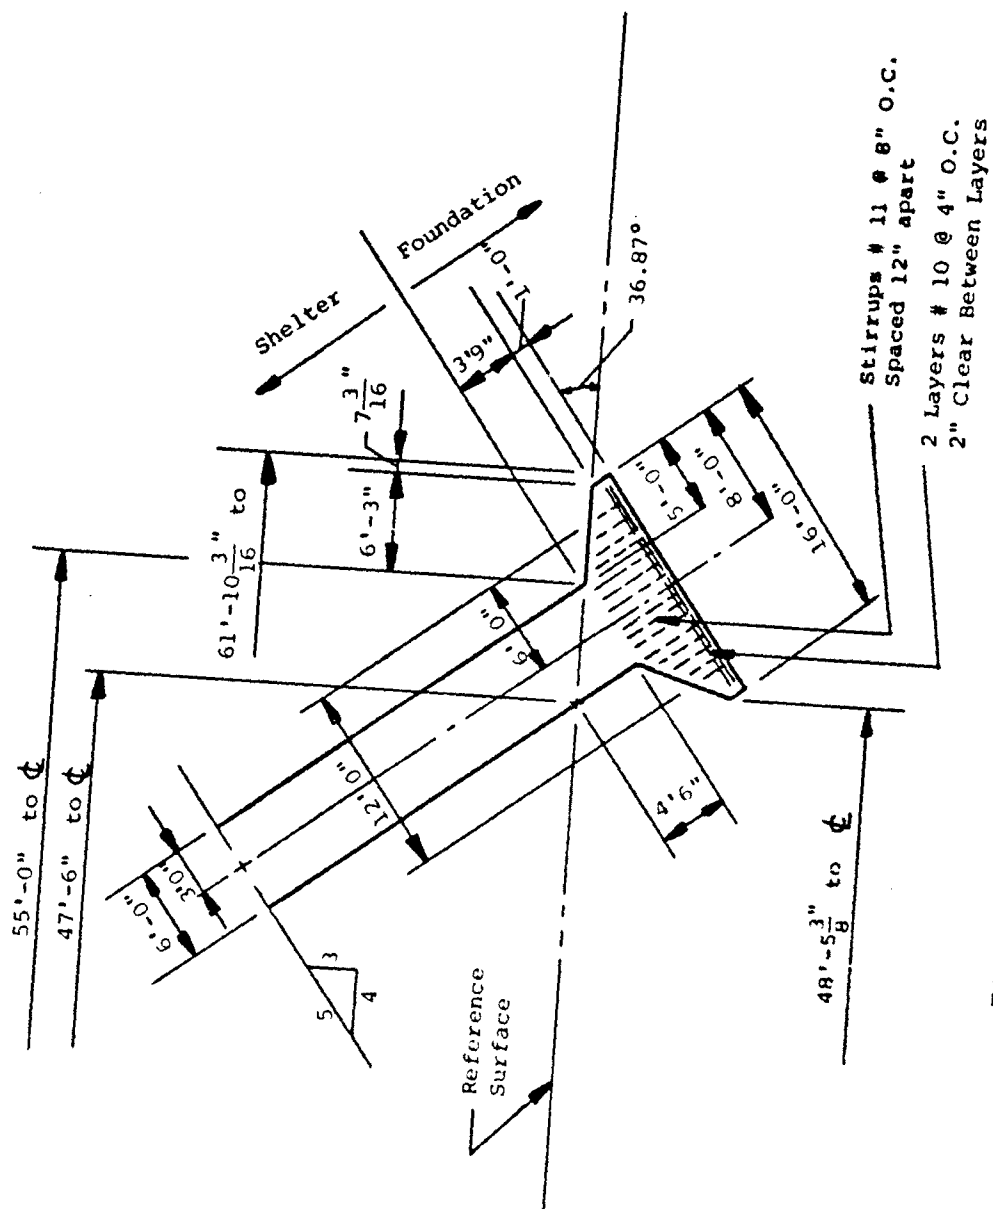 55'-0" to ℄
47'-6" to ℄
61'-10 3/16" to
6'-3"
7 3/16"
Shelter
Foundation
3'9"
1'-0"
36.87°
6'-0"
3'0"
12'0"
6'0"
5'-0"
8'-0"
16'-0"
4'6"
3
4
5
Reference
Surface
48'-5 3/8" to ℄
Stirrups # 11 @ 8" O.C.
Spaced 12" apart
2 Layers # 10 @ 4" O.C.
2" Clear Between Layers